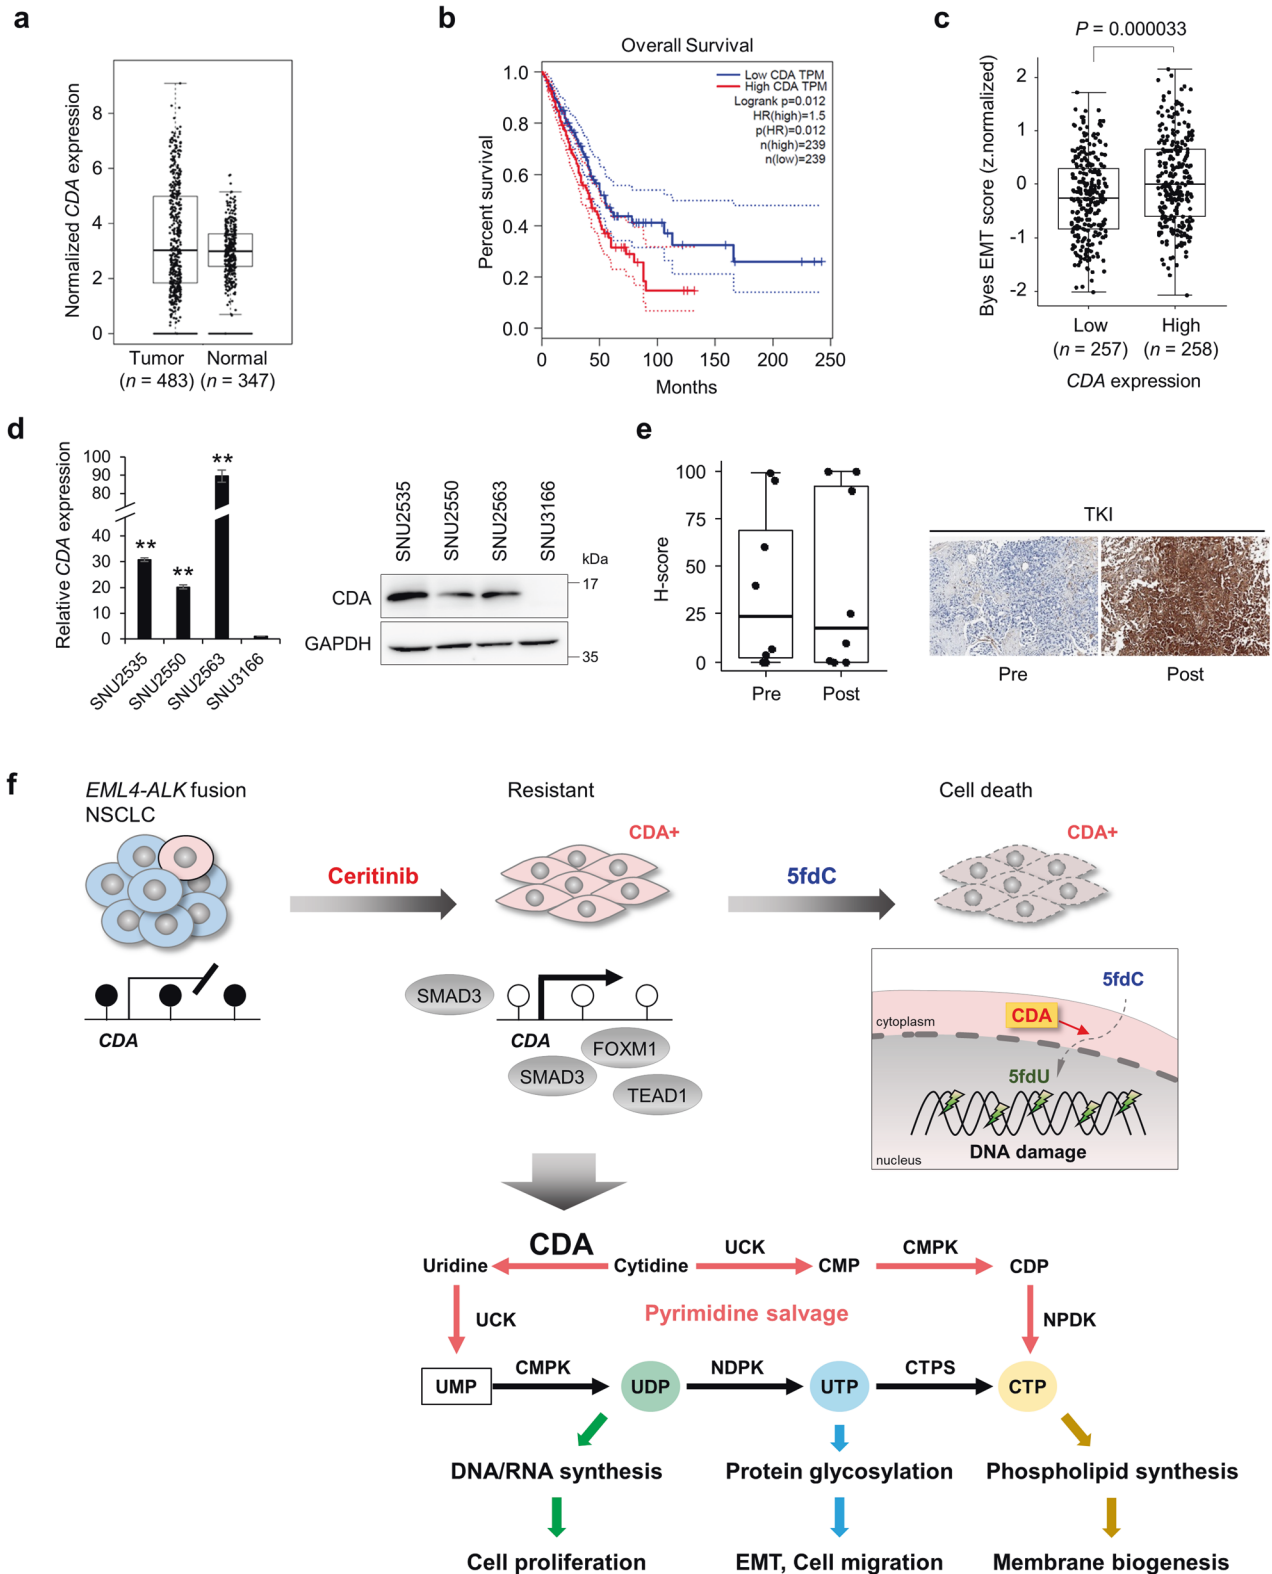 a
Normalized CDA expression
8
6
4
2
0
Tumor
(n = 483)
Normal
(n = 347)
b
Overall Survival
Low CDA TPM
High CDA TPM
Logrank p=0.012
HR(high)=1.5
p(HR)=0.012
n(high)=239
n(low)=239
Percent survival
1.0
0.8
0.6
0.4
0.2
0.0
0 50 100 150 200 250
Months
c
P = 0.000033
Byes EMT score (z.normalized)
2
1
0
-1
-2
Low
(n = 257)
High
(n = 258)
CDA expression
d
Relative CDA expression
100
90
80
40
30
20
10
0
**
**
**
SNU2535
SNU2550
SNU2563
SNU3166
SNU2535
SNU2550
SNU2563
SNU3166
kDa
CDA
17
GAPDH
35
e
H-score
100
75
50
25
0
Pre
Post
TKI
Pre
Post
f
EML4-ALK fusion
NSCLC
Resistant
Cell death
CDA+
CDA+
Ceritinib
5fdC
CDA
SMAD3
CDA
FOXM1
SMAD3
TEAD1
5fdC
CDA
cytoplasm
5fdU
DNA damage
nucleus
CDA
Uridine
Cytidine
UCK
CMP
CMPK
CDP
UCK
Pyrimidine salvage
NPDK
UMP
CMPK
UDP
NDPK
UTP
CTPS
CTP
DNA/RNA synthesis
Protein glycosylation
Phospholipid synthesis
Cell proliferation
EMT, Cell migration
Membrane biogenesis